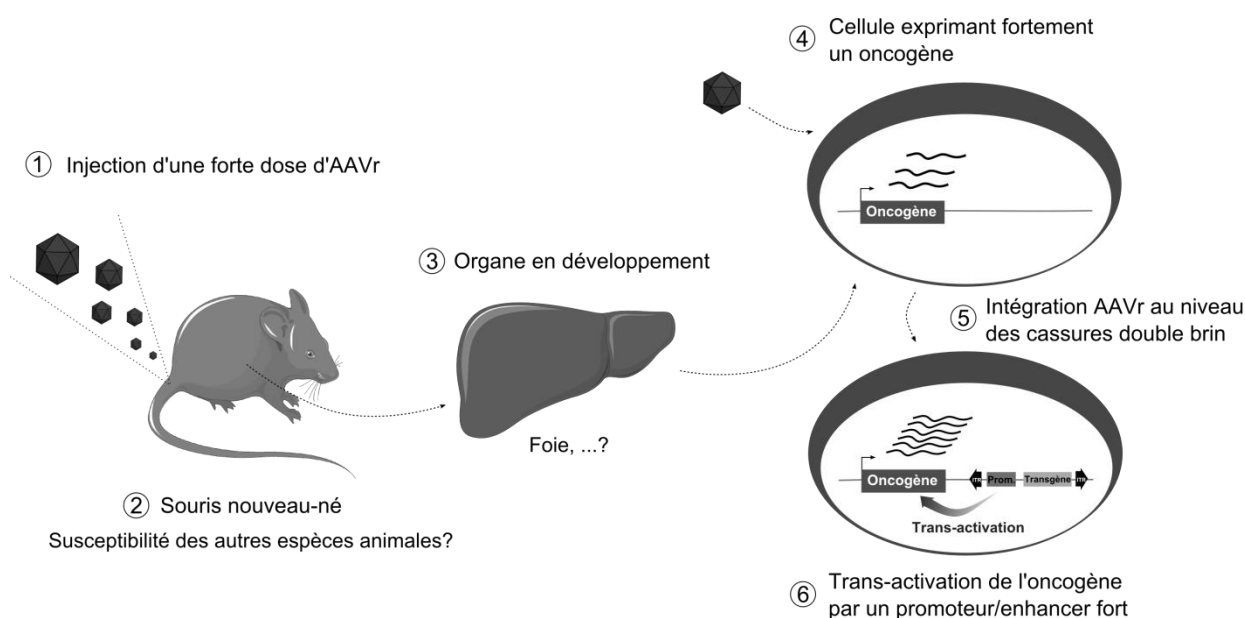 ① Injection d'une forte dose d'AAVr
② Souris nouveau-né
Susceptibilité des autres espèces animales?
③ Organe en développement
Foie, ...?
④ Cellule exprimant fortement
un oncogène
Oncogène
⑤ Intégration AAVr au niveau
des cassures double brin
Oncogène
ITR
Prom.
Transgène
ITR
Trans-activation
⑥ Trans-activation de l'oncogène
par un promoteur/enhancer fort